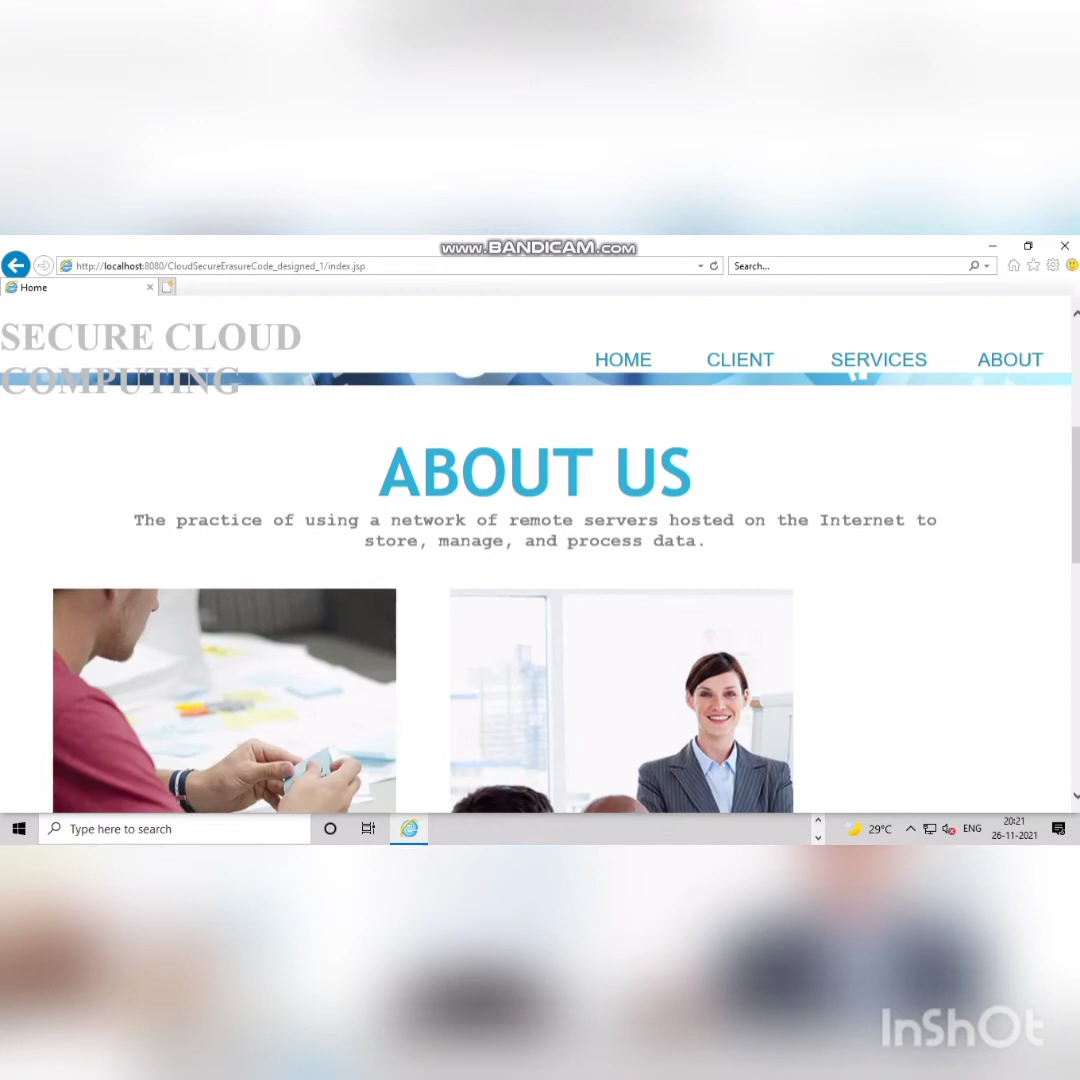 www.BANDICAM.com
http://localhost:8080/CloudSecureErasureCode_designed_1/index.jsp
Search...
Home
SECURE CLOUD
COMPUTING
HOME CLIENT SERVICES ABOUT
ABOUT US
The practice of using a network of remote servers hosted on the Internet to
store, manage, and process data.
Type here to search
29°C
ENG
20:21
26-11-2021
InShOt